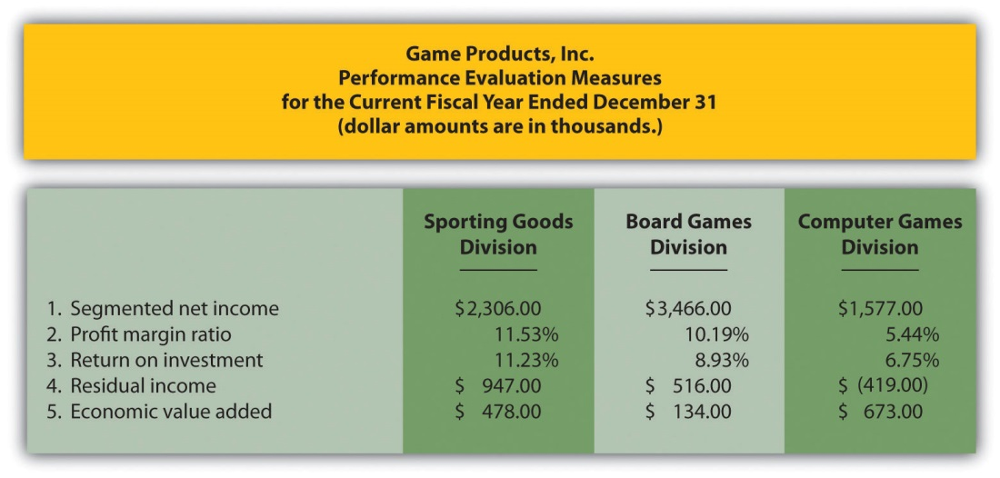 Game Products, Inc.
Performance Evaluation Measures
for the Current Fiscal Year Ended December 31
(dollar amounts are in thousands.)
Sporting Goods Division Board Games Division Computer Games Division
1. Segmented net income $2,306.00 $3,466.00 $1,577.00
2. Profit margin ratio 11.53% 10.19% 5.44%
3. Return on investment 11.23% 8.93% 6.75%
4. Residual income $ 947.00 $ 516.00 $ (419.00)
5. Economic value added $ 478.00 $ 134.00 $ 673.00